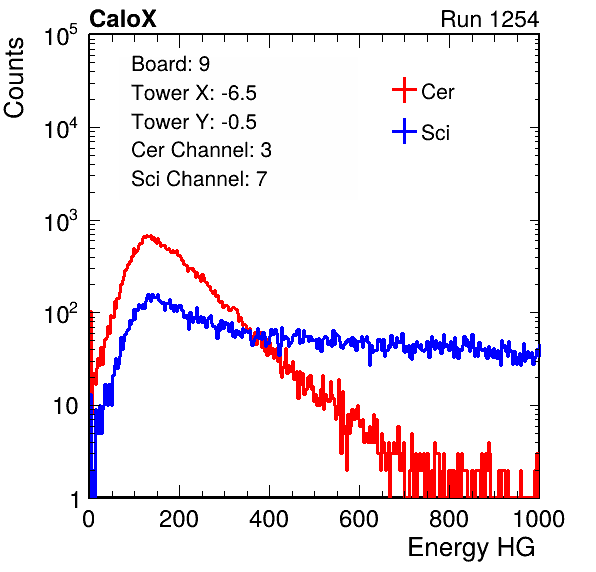 CaloX Run 1254
Counts
Board: 9
Tower X: -6.5
Tower Y: -0.5
Cer Channel: 3
Sci Channel: 7
Cer
Sci
10^5
10^4
10^3
10^2
10
1
0 200 400 600 800 1000
Energy HG